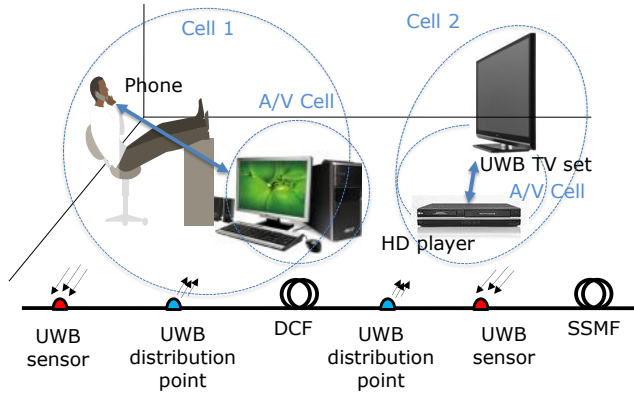 Cell 1
Cell 2
Phone
A/V Cell
UWB TV set
A/V Cell
HD player
UWB
sensor
UWB
distribution
point
DCF
UWB
distribution
point
UWB
sensor
SSMF